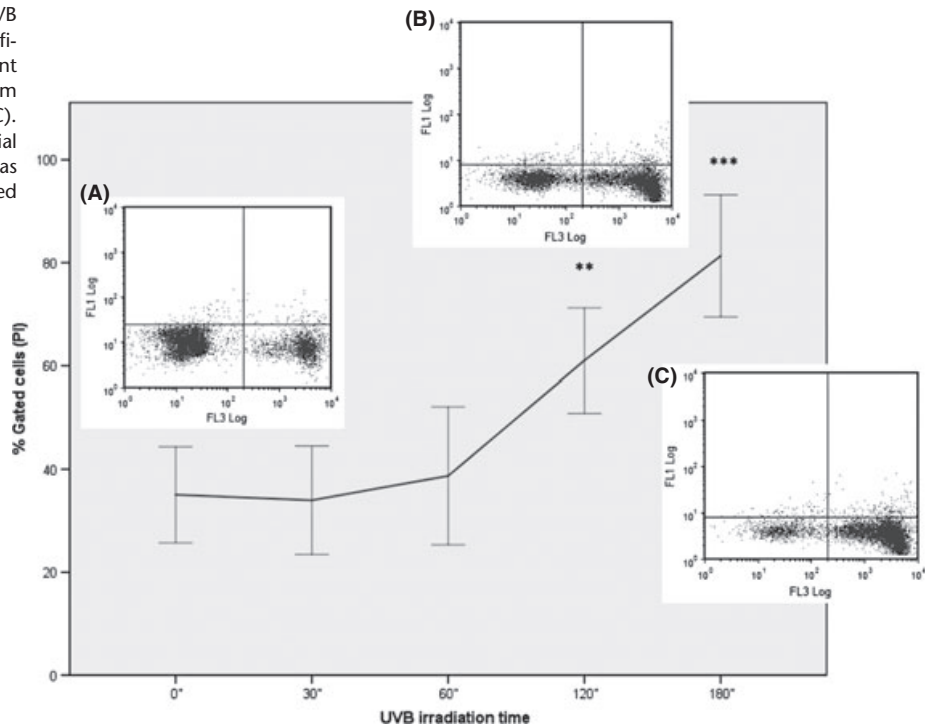 VB
fi-
nt
m
C).
ial
as
ed
(A)
(B)
(C)
FL1 Log
10⁴
10³
10²
10¹
10⁰
10⁰ 10¹ 10² 10³ 10⁴
FL3 Log
FL1 Log
10⁴
10³
10²
10¹
10⁰
10⁰ 10¹ 10² 10³ 10⁴
FL3 Log
FL1 Log
10⁴
10³
10²
10¹
10⁰
10⁰ 10¹ 10² 10³ 10⁴
FL3 Log
**
***
% Gated cells (PI)
100
80
60
40
20
0
0" 30" 60" 120" 180"
UVB irradiation time